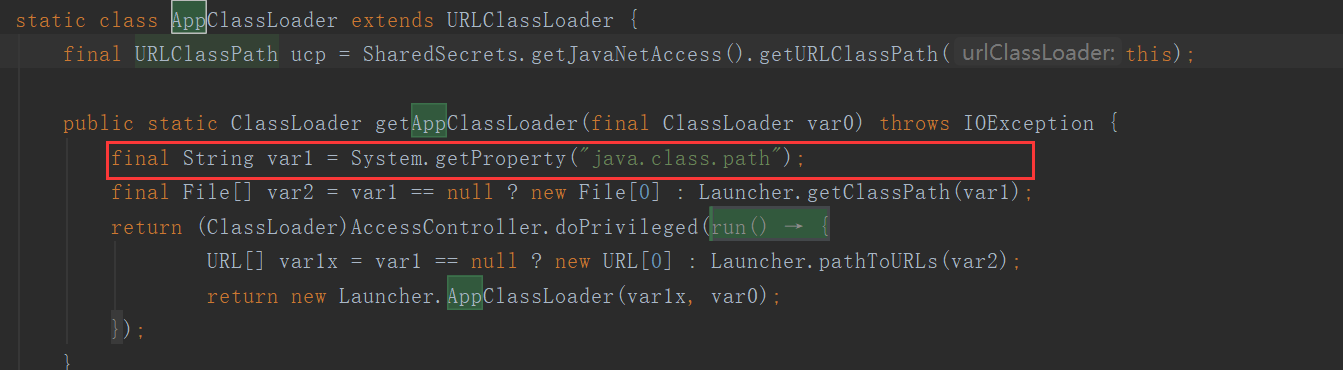 static class AppClassLoader extends URLClassLoader {
final URLClassPath ucp = SharedSecrets.getJavaNetAccess().getURLClassPath( urlClassLoader: this);
public static ClassLoader getAppClassLoader(final ClassLoader var0) throws IOException {
final String var1 = System.getProperty("java.class.path");
final File[] var2 = var1 == null ? new File[0] : Launcher.getClassPath(var1);
return (ClassLoader)AccessController.doPrivileged(run() → {
URL[] var1x = var1 == null ? new URL[0] : Launcher.pathToURLs(var2);
return new Launcher.AppClassLoader(var1x, var0);
});
}